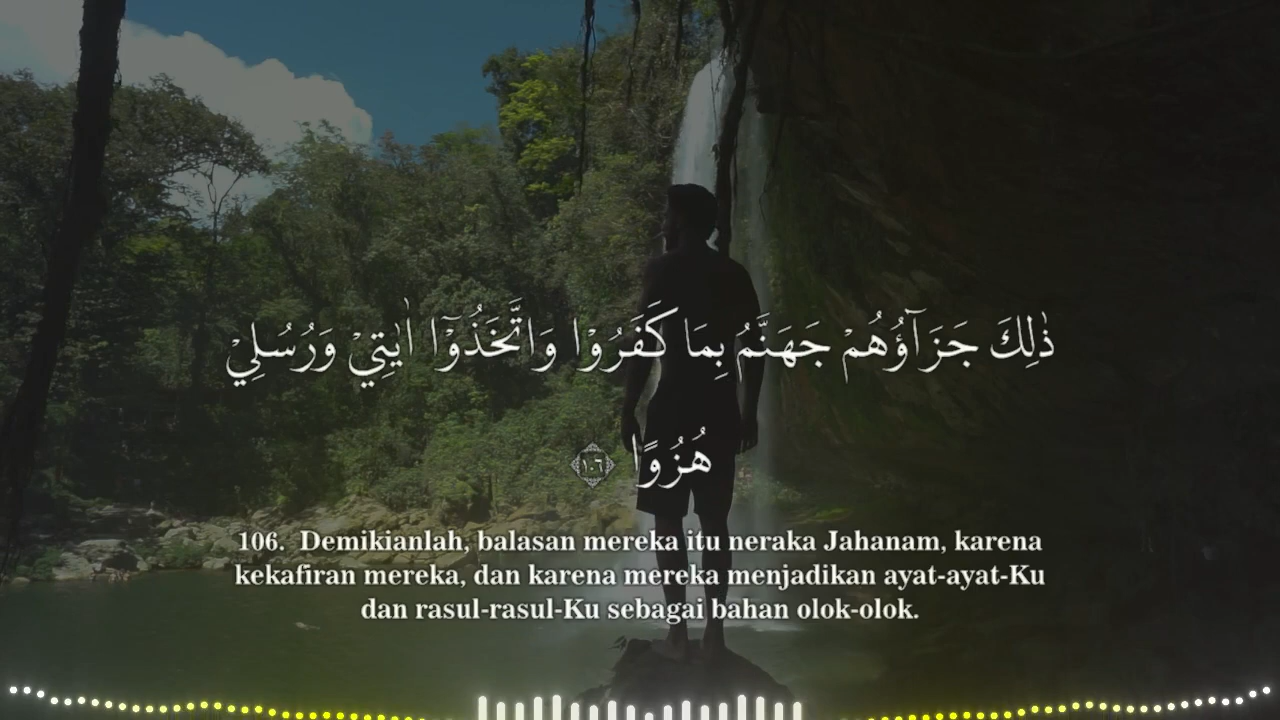 ذٰلِكَ جَزَاۤؤُهُمْ جَهَنَّمُ بِمَا كَفَرُوْا وَاتَّخَذُوْٓا اٰيٰتِيْ وَرُسُلِيْ
هُزُوًا ١٠٦
106. Demikianlah, balasan mereka itu neraka Jahanam, karena
kekafiran mereka, dan karena mereka menjadikan ayat-ayat-Ku
dan rasul-rasul-Ku sebagai bahan olok-olok.